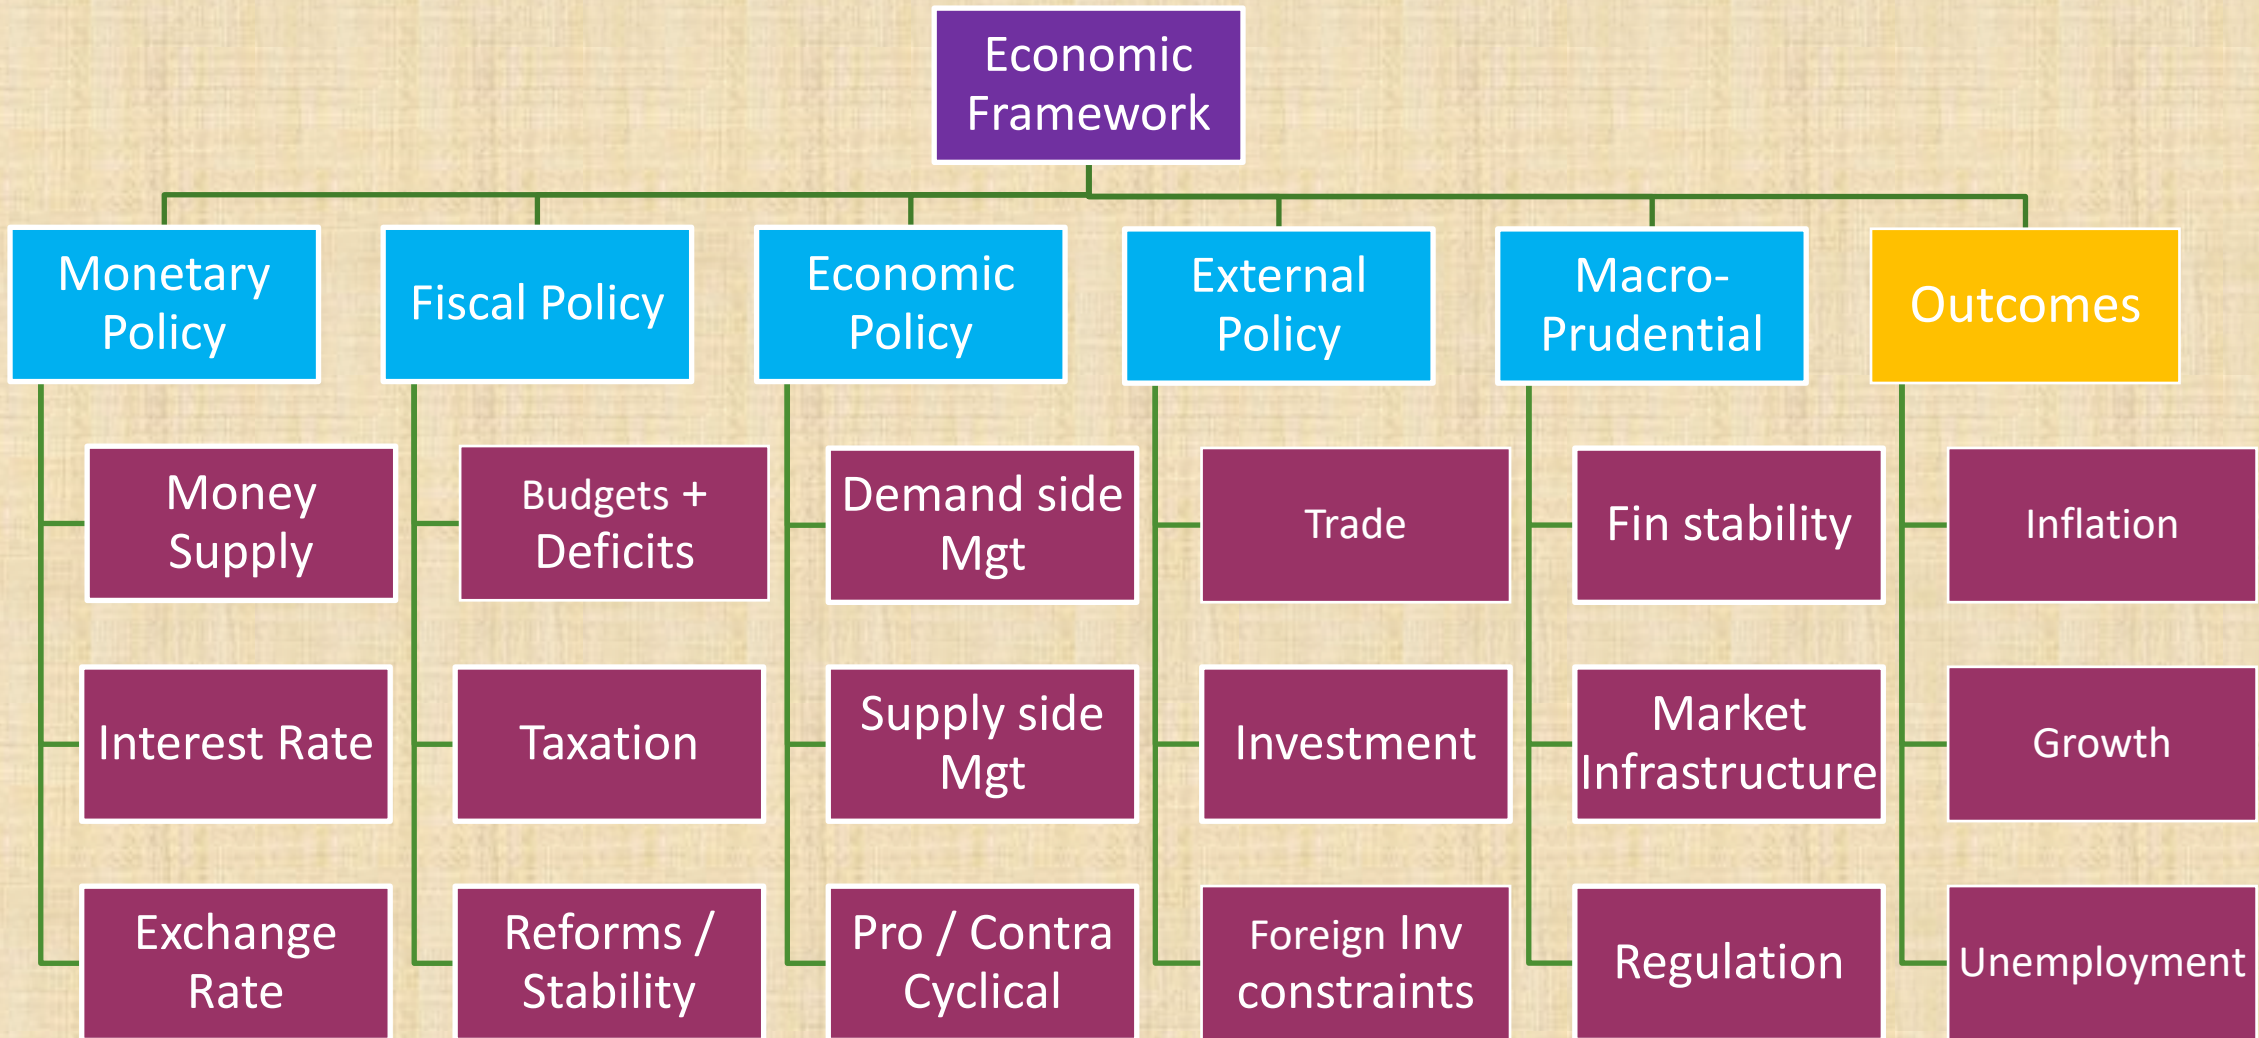 Economic
Framework
Monetary
Policy
Fiscal Policy
Economic
Policy
External
Policy
Macro-
Prudential
Outcomes
Money
Supply
Budgets +
Deficits
Demand side
Mgt
Trade
Fin stability
Inflation
Interest Rate
Taxation
Supply side
Mgt
Investment
Market
Infrastructure
Growth
Exchange
Rate
Reforms /
Stability
Pro / Contra
Cyclical
Foreign Inv
constraints
Regulation
Unemployment